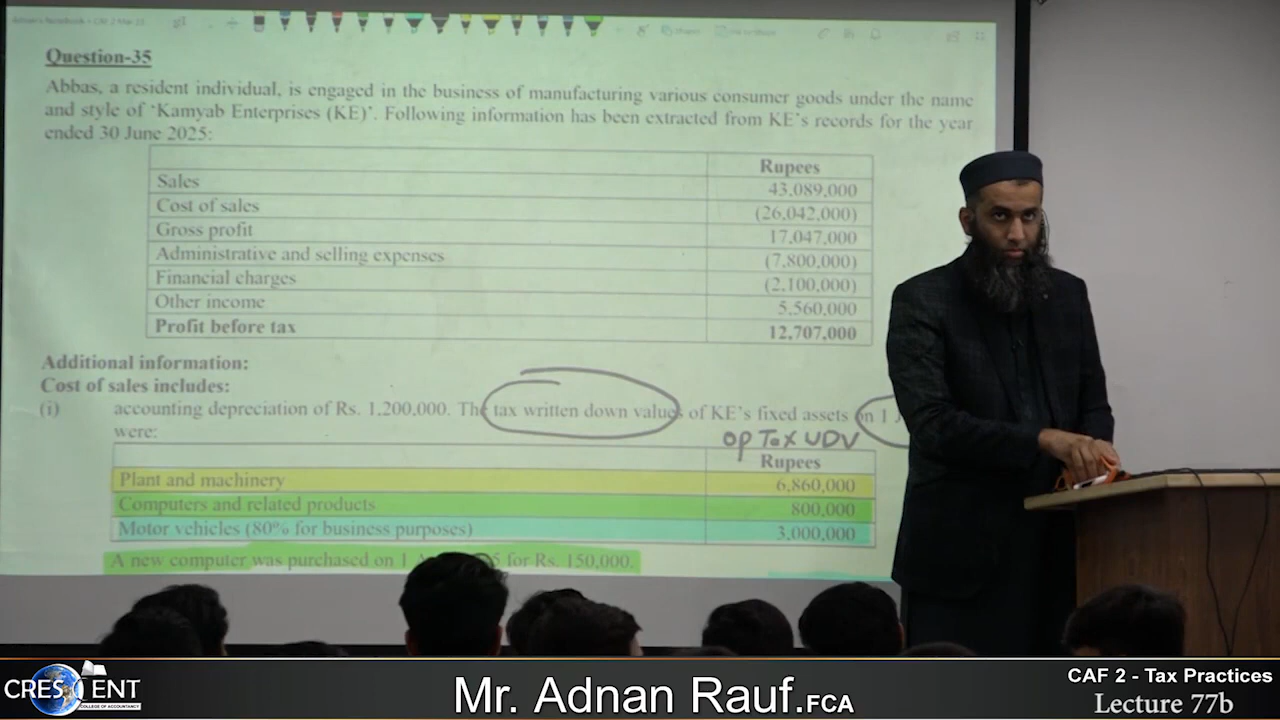 Question-35
Abbas, a resident individual, is engaged in the business of manufacturing various consumer goods under the name
and style of 'Kamyab Enterprises (KE)'. Following information has been extracted from KE's records for the year
ended 30 June 2025:
Rupees
Sales 43,089,000
Cost of sales (26,042,000)
Gross profit 17,047,000
Administrative and selling expenses (7,800,000)
Financial charges (2,100,000)
Other income 5,560,000
Profit before tax 12,707,000
Additional information:
Cost of sales includes:
(i) accounting depreciation of Rs. 1,200,000. The tax written down values of KE's fixed assets on 1
were:
op Tax WDV
Rupees
Plant and machinery 6,860,000
Computers and related products 800,000
Motor vehicles (80% for business purposes) 3,000,000
A new computer was purchased on 1 5 for Rs. 150,000.
CRESCENT
COLLEGE OF ACCOUNTANCY
Mr. Adnan Rauf.FCA
CAF 2 - Tax Practices
Lecture 77b